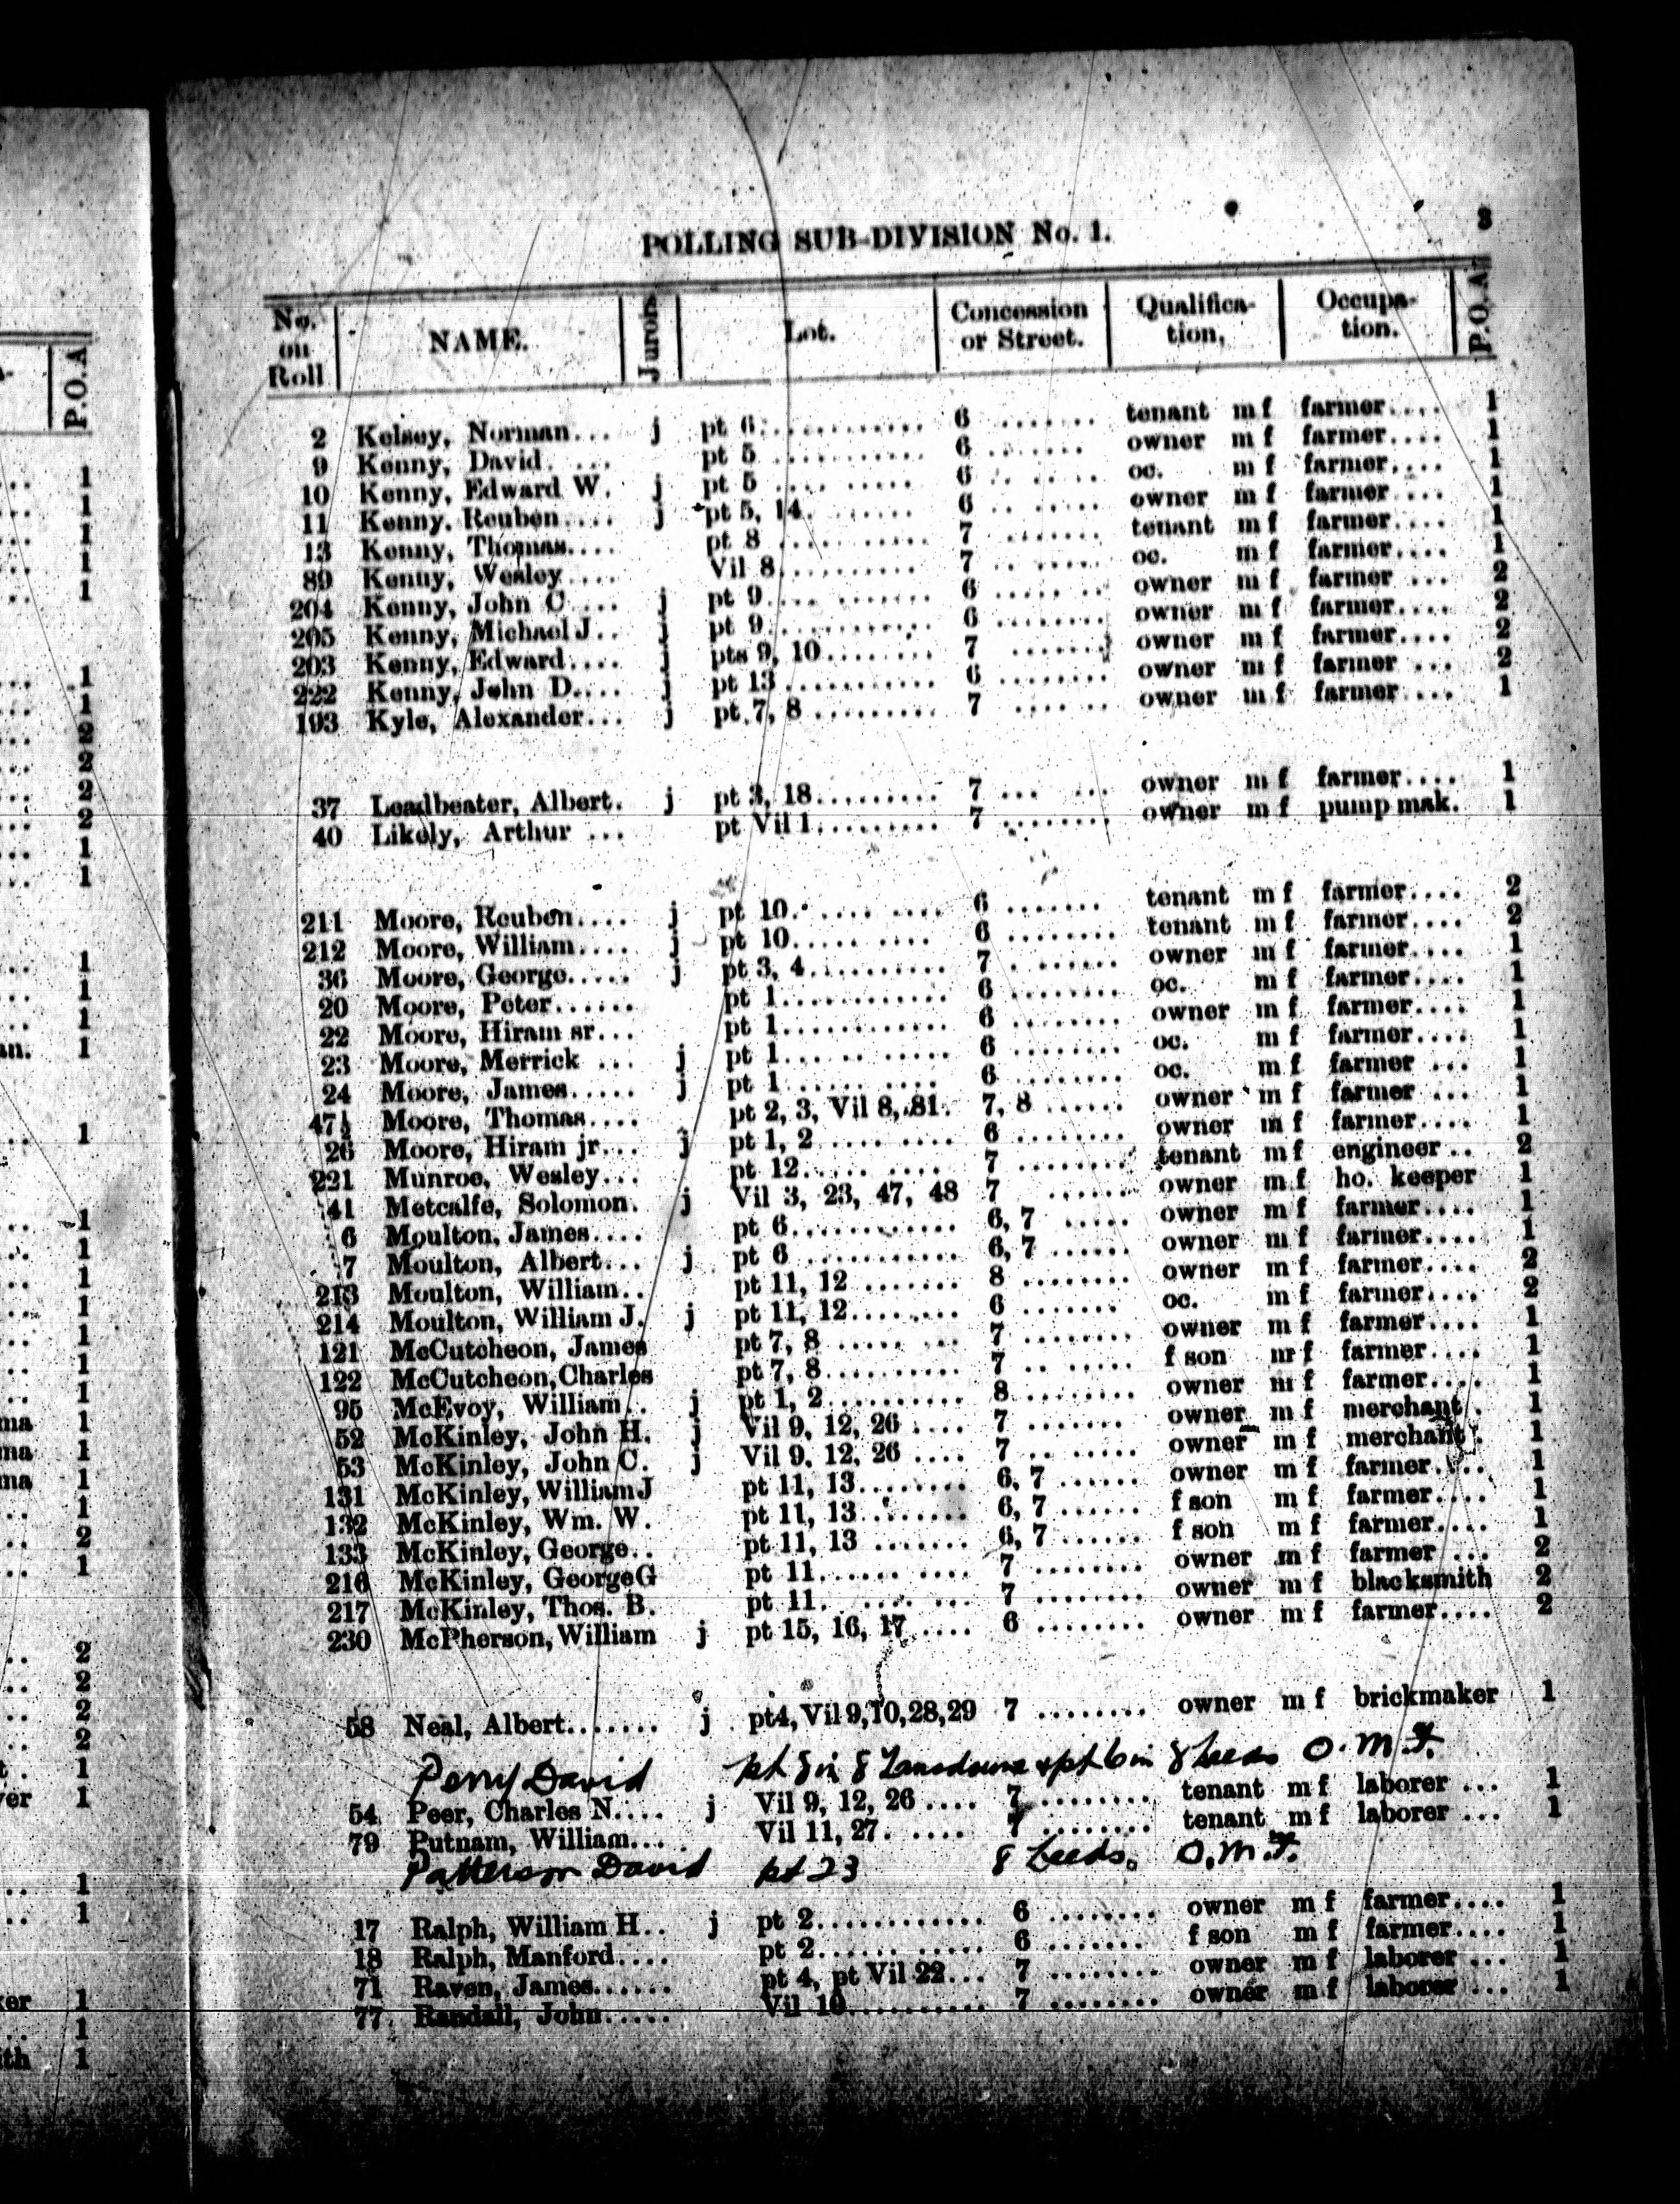 3
POLLING SUB-DIVISION No. 1.
No. on Roll NAME. Jurors Lot. Concession or Street. Qualifica-tion, Occupa-tion. P.O.A.
2 Kelsey, Norman... j pt 6............ 6 ....... tenant m f farmer.... 1
9 Kenny, David. ... pt 5 ........... 6 ....... owner m f farmer.... 1
10 Kenny, Edward W. j pt 5 .... ...... 6 .. ..... oc. m f farmer.... 1
11 Kenny, Reuben.... j pt 5, 14. ....... 6 ....... owner m f farmer.... 1
13 Kenny, Thomas.... pt 8 .......... 7 ....... tenant m f farmer.... 1
89 Kenny, Wesley.... Vil 8.......... 7 .. ..... oc. m f farmer.... 1
204 Kenny, John C.... j pt 9.... ....... 6 ....... owner m f farmer ... 2
205 Kenny, Michael J.. j pt 9............ 6 ........ owner m f farmer.... 2
203 Kenny, Edward.... j pts 9, 10........ 7 ....... owner m f farmer.... 2
222 Kenny, John D.... j pt 13........... 6 ........ owner m f farmer ... 2
193 Kyle, Alexander... j pt. 7, 8 ......... 7 .... ... owner m f farmer.... 1
37 Leadbeater, Albert. j pt 3, 18......... 7 ... ... owner m f farmer.... 1
40 Likely, Arthur ... pt Vil 1......... 7 ........ owner m f pump mak. 1
211 Moore, Reuben.... j pt 10. .... .... 6 ....... tenant m f farmer.... 2
212 Moore, William.... j pt 10..... .... 6 ........ tenant m f farmer.... 2
36 Moore, George..... j pt 3, 4.......... 7 ....... owner m f farmer.... 1
20 Moore, Peter...... pt 1............ 6 ........ oc. m f farmer.... 1
22 Moore, Hiram sr... pt 1............ 6 ........ owner m f farmer.... 1
23 Moore, Merrick ... j pt 1..... ...... 6 ........ oc. m f farmer.... 1
24 Moore, James..... j pt 1...... .... 6 ........ oc. m f farmer ... 1
47½ Moore, Thomas.... pt 2, 3, Vil 8, 81. 7, 8 ...... owner m f farmer ... 1
26 Moore, Hiram jr... j pt 1, 2 .... .... 6 ........ owner m f farmer.... 1
221 Munroe, Wesley... pt 12..... .... 7 ........ tenant m f engineer .. 2
41 Metcalfe, Solomon. j Vil 3, 23, 47, 48 7 ....... owner m f ho. keeper 1
6 Moulton, James.... pt 6............ 6, 7 ..... owner m f farmer.... 1
7 Moulton, Albert... j pt 6 ........... 6, 7 ...... owner m f farmer.... 1
213 Moulton, William.. pt 11, 12 ....... 8 ........ owner m f farmer.... 2
214 Moulton, William J. j pt 11, 12........ 6 ....... oc. m f farmer.... 2
121 McCutcheon, James pt 7, 8 ..... ... 7 ........ owner m f farmer.... 1
122 McCutcheon, Charles pt 7, 8.......... 7 .. ..... f son m f farmer.... 1
95 McEvoy, William.. j pt 1, 2.......... 8 ........ owner m f farmer.... 1
52 McKinley, John H. j Vil 9, 12, 26 .... 7 ....... owner m f merchant . 1
53 McKinley, John C. j Vil 9, 12, 26 .... 7 .. ..... owner m f merchant . 1
131 McKinley, William J pt 11, 13........ 6, 7 ...... owner m f farmer.... 1
132 McKinley, Wm. W. pt 11, 13........ 6, 7 ...... f son m f farmer.... 1
133 McKinley, George.. pt 11, 13 ....... 6, 7 ...... f son m f farmer.... 1
216 McKinley, George G pt 11...... .... 7 ........ owner m f farmer ... 2
217 McKinley, Thos. B. pt 11. ..... ... 7 ........ owner m f blacksmith 2
230 McPherson, William j pt 15, 16, 17 .... 6 ........ owner m f farmer.... 2
58 Neal, Albert....... j pt4, Vil 9,10,28,29 7 ........ owner m f brickmaker 1
Perry David pt 8 in 8 Lansdowne & pt 6 in 8 Leeds O. M. F.
54 Peer, Charles N.... j Vil 9, 12, 26 .... 7 ........ tenant m f laborer ... 1
79 Putnam, William... Vil 11, 27. .... 7 ........ tenant m f laborer ... 1
Patterson David pt 23 8 Leeds. O. M. F.
17 Ralph, William H.. j pt 2............ 6 ........ owner m f farmer.... 1
18 Ralph, Manford.... pt 2...... ..... 6 ....... f son m f farmer.... 1
71 Raven, James...... pt 4, pt Vil 22... 7 ........ owner m f laborer ... 1
77 Randall, John..... Vil 10.......... 7 ........ owner m f laborer ... 1